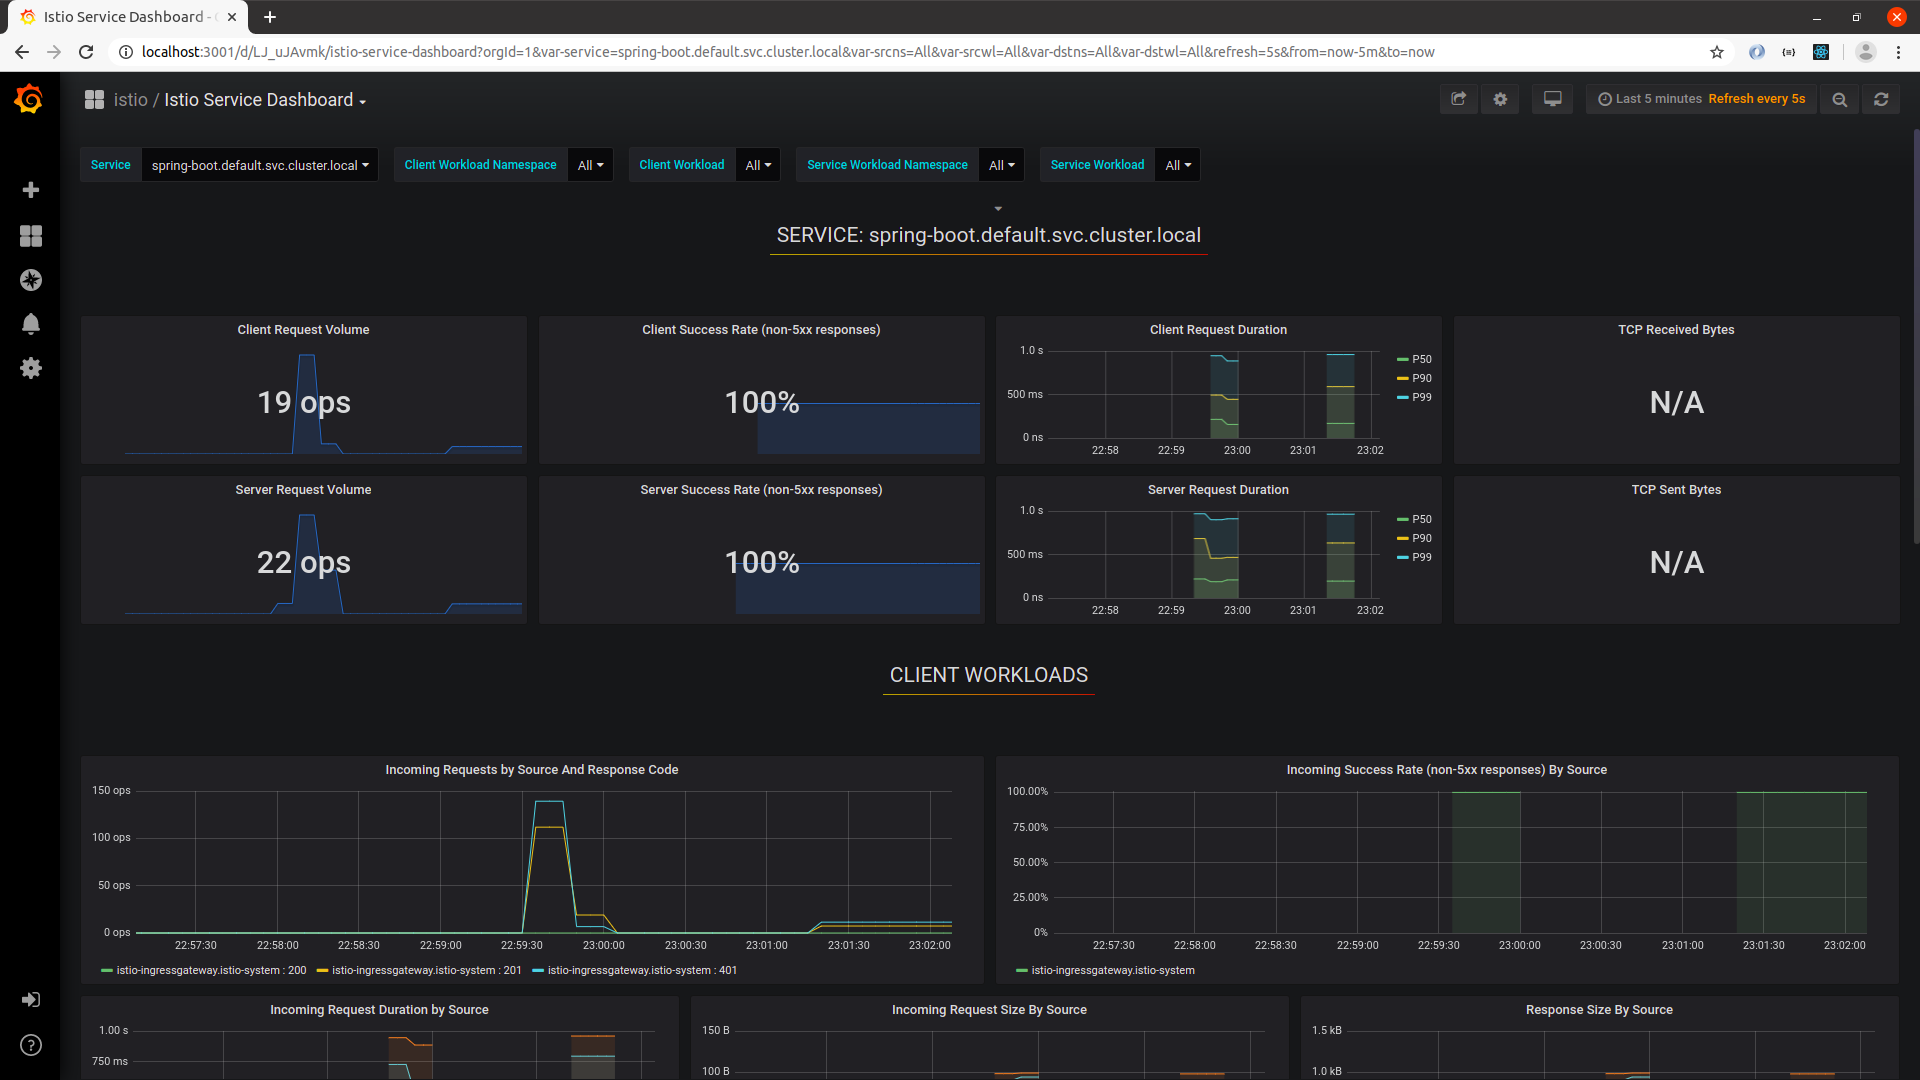 Istio Service Dashboard -
localhost:3001/d/LJ_uJAvmk/istio-service-dashboard?orgId=1&var-service=spring-boot.default.svc.cluster.local&var-srcns=All&var-srcwl=All&var-dstns=All&var-dstwl=All&refresh=5s&from=now-5m&to=now
istio / Istio Service Dashboard
Last 5 minutes Refresh every 5s
Service spring-boot.default.svc.cluster.local Client Workload Namespace All Client Workload All Service Workload Namespace All Service Workload All
SERVICE: spring-boot.default.svc.cluster.local
Client Request Volume
19 ops
Client Success Rate (non-5xx responses)
100%
Client Request Duration
1.0 s
500 ms
0 ns
22:58 22:59 23:00 23:01 23:02
P50
P90
P99
TCP Received Bytes
N/A
Server Request Volume
22 ops
Server Success Rate (non-5xx responses)
100%
Server Request Duration
1.0 s
500 ms
0 ns
22:58 22:59 23:00 23:01 23:02
P50
P90
P99
TCP Sent Bytes
N/A
CLIENT WORKLOADS
Incoming Requests by Source And Response Code
150 ops
100 ops
50 ops
0 ops
22:57:30 22:58:00 22:58:30 22:59:00 22:59:30 23:00:00 23:00:30 23:01:00 23:01:30 23:02:00
istio-ingressgateway.istio-system : 200 istio-ingressgateway.istio-system : 201 istio-ingressgateway.istio-system : 401
Incoming Success Rate (non-5xx responses) By Source
100.00%
75.00%
50.00%
25.00%
0%
22:57:30 22:58:00 22:58:30 22:59:00 22:59:30 23:00:00 23:00:30 23:01:00 23:01:30 23:02:00
istio-ingressgateway.istio-system
Incoming Request Duration by Source
1.00 s
750 ms
Incoming Request Size By Source
150 B
100 B
Response Size By Source
1.5 kB
1.0 kB